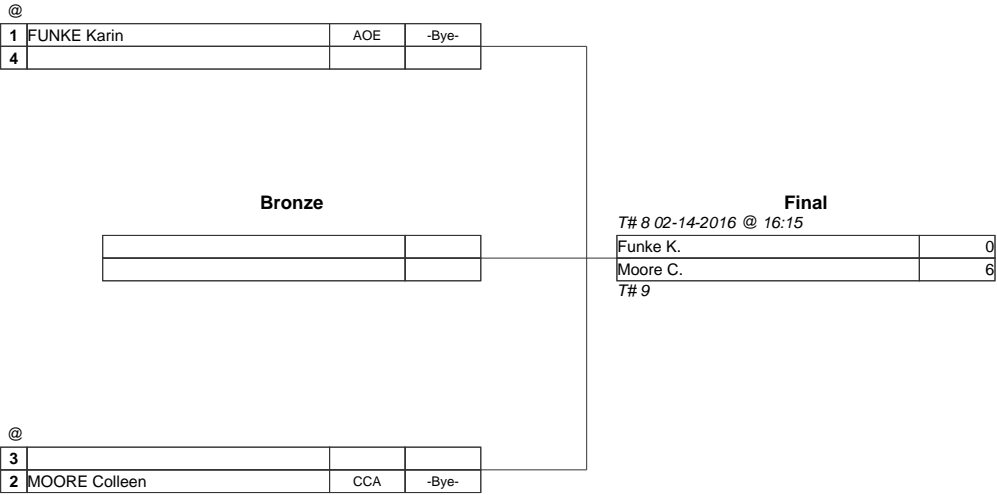 @
1 FUNKE Karin AOE -Bye-
4
Bronze
Final
T# 8 02-14-2016 @ 16:15
Funke K. 0
Moore C. 6
T# 9
@
3
2 MOORE Colleen CCA -Bye-